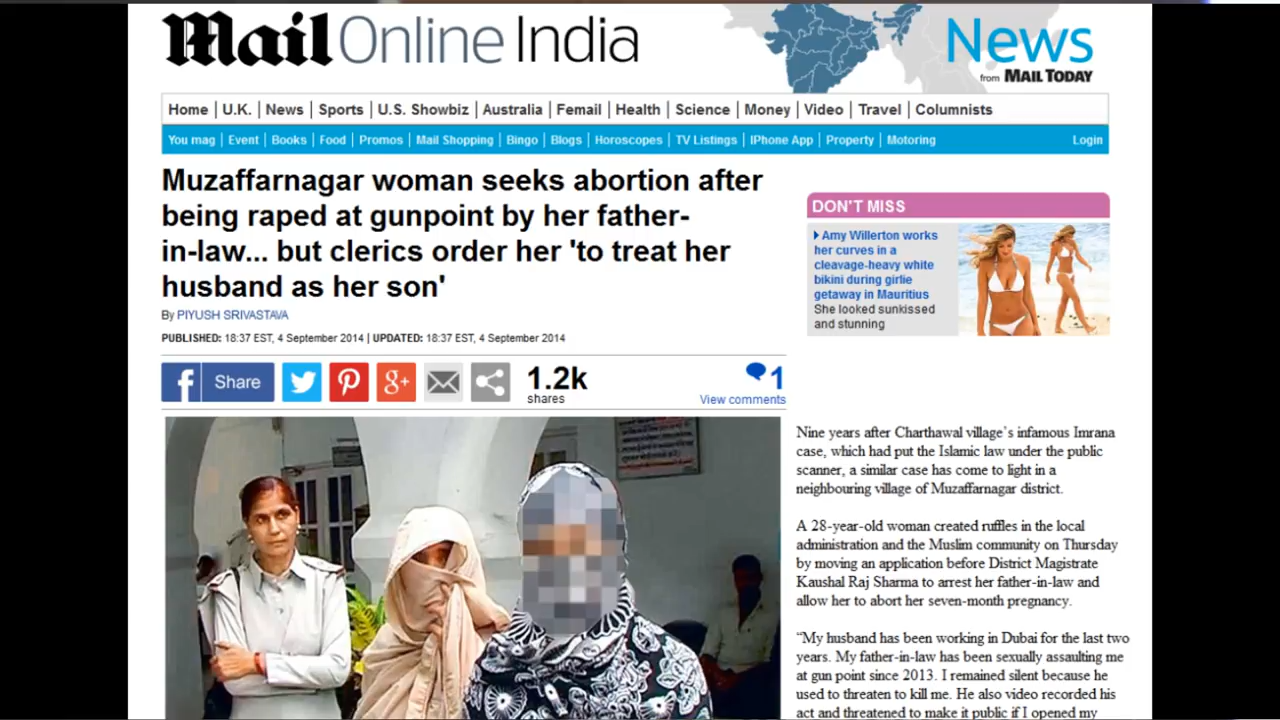 Mail Online India
News
from MAIL TODAY
Home | U.K. | News | Sports | U.S. Showbiz | Australia | Femail | Health | Science | Money | Video | Travel | Columnists
You mag | Event | Books | Food | Promos | Mail Shopping | Bingo | Blogs | Horoscopes | TV Listings | IPhone App | Property | Motoring
Login
Muzaffarnagar woman seeks abortion after
being raped at gunpoint by her father-
in-law... but clerics order her 'to treat her
husband as her son'
By PIYUSH SRIVASTAVA
PUBLISHED: 18:37 EST, 4 September 2014 | UPDATED: 18:37 EST, 4 September 2014
f Share
g+
1.2k
shares
1
View comments
DON'T MISS
Amy Willerton works
her curves in a
cleavage-heavy white
bikini during girlie
getaway in Mauritius
She looked sunkissed
and stunning
Nine years after Charthawal village's infamous Imrana
case, which had put the Islamic law under the public
scanner, a similar case has come to light in a
neighbouring village of Muzaffarnagar district.
A 28-year-old woman created ruffles in the local
administration and the Muslim community on Thursday
by moving an application before District Magistrate
Kaushal Raj Sharma to arrest her father-in-law and
allow her to abort her seven-month pregnancy.
“My husband has been working in Dubai for the last two
years. My father-in-law has been sexually assaulting me
at gun point since 2013. I remained silent because he
used to threaten to kill me. He also video recorded his
act and threatened to make it public if I opened my